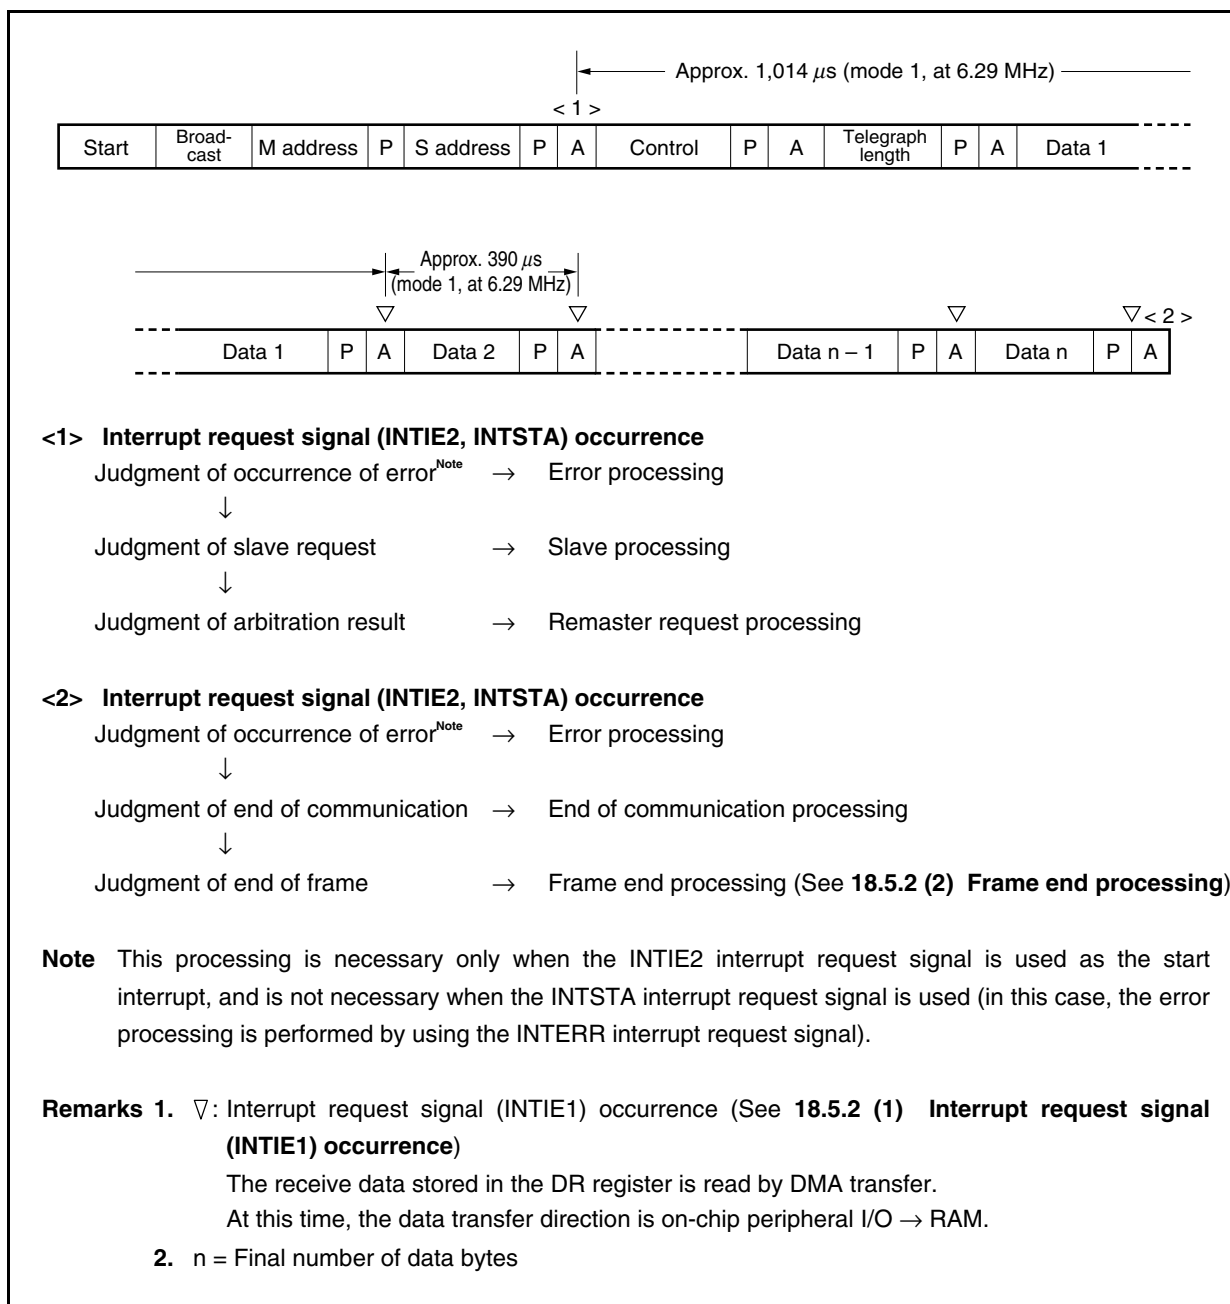 Approx. 1,014 μs (mode 1, at 6.29 MHz)
< 1 >
Start Broad-cast M address P S address P A Control P A Telegraph length P A Data 1
Approx. 390 μs
(mode 1, at 6.29 MHz)
▽ ▽ ▽ ▽ < 2 >
Data 1 P A Data 2 P A Data n – 1 P A Data n P A
<1> Interrupt request signal (INTIE2, INTSTA) occurrence
Judgment of occurrence of errorNote → Error processing
↓
Judgment of slave request → Slave processing
↓
Judgment of arbitration result → Remaster request processing
<2> Interrupt request signal (INTIE2, INTSTA) occurrence
Judgment of occurrence of errorNote → Error processing
↓
Judgment of end of communication → End of communication processing
↓
Judgment of end of frame → Frame end processing (See 18.5.2 (2) Frame end processing)
Note This processing is necessary only when the INTIE2 interrupt request signal is used as the start
interrupt, and is not necessary when the INTSTA interrupt request signal is used (in this case, the error
processing is performed by using the INTERR interrupt request signal).
Remarks 1. ▽: Interrupt request signal (INTIE1) occurrence (See 18.5.2 (1) Interrupt request signal
(INTIE1) occurrence)
The receive data stored in the DR register is read by DMA transfer.
At this time, the data transfer direction is on-chip peripheral I/O → RAM.
2. n = Final number of data bytes